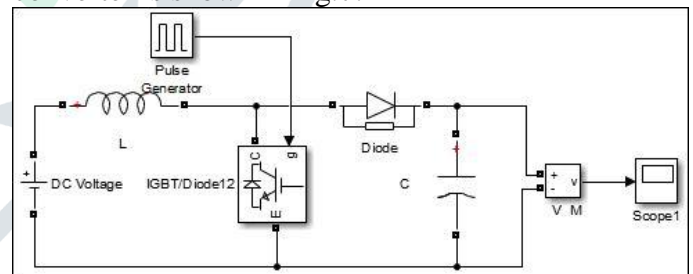 Pulse
Generator
L
Diode
DC Voltage
IGBT/Diode12
C
g
E
C
+
-
v
V M
Scope1